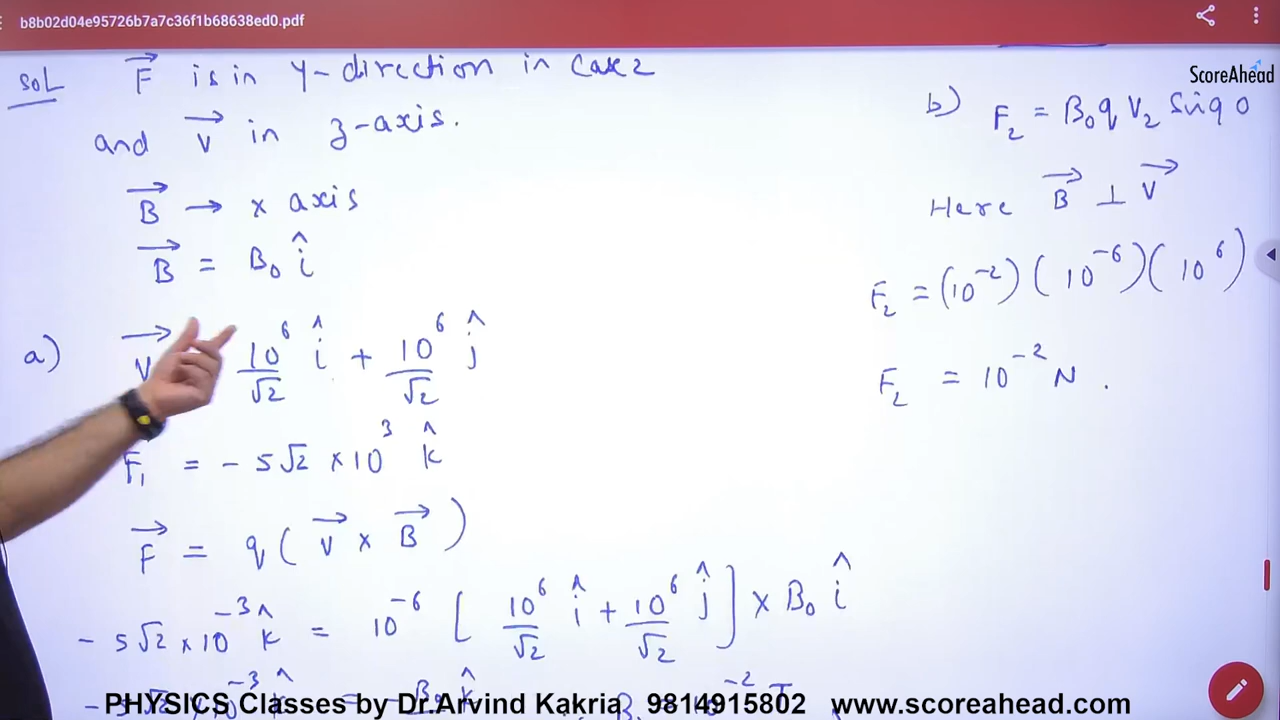 b8b02d04e95726b7a7c36f1b68638ed0.pdf
ScoreAhead
Sol F⃗ is in Y-direction in Case 2
and V⃗ in z-axis.
B⃗ → x axis
B⃗ = B₀ î
a) V⃗ 10⁶/√2 î + 10⁶/√2 ĵ
F₁ = - 5√2 × 10³ k̂
F⃗ = q ( V⃗ × B⃗ )
- 5√2 × 10⁻³ k̂ = 10⁻⁶ [ 10⁶/√2 î + 10⁶/√2 ĵ ] × B₀ î
b) F₂ = B₀ q V₂ Sin 90
Here B⃗ ⊥ V⃗
F₂ = (10⁻²) ( 10⁻⁶ ) ( 10⁶ )
F₂ = 10⁻² N .
PHYSICS Classes by Dr.Arvind Kakria 9814915802 www.scoreahead.com